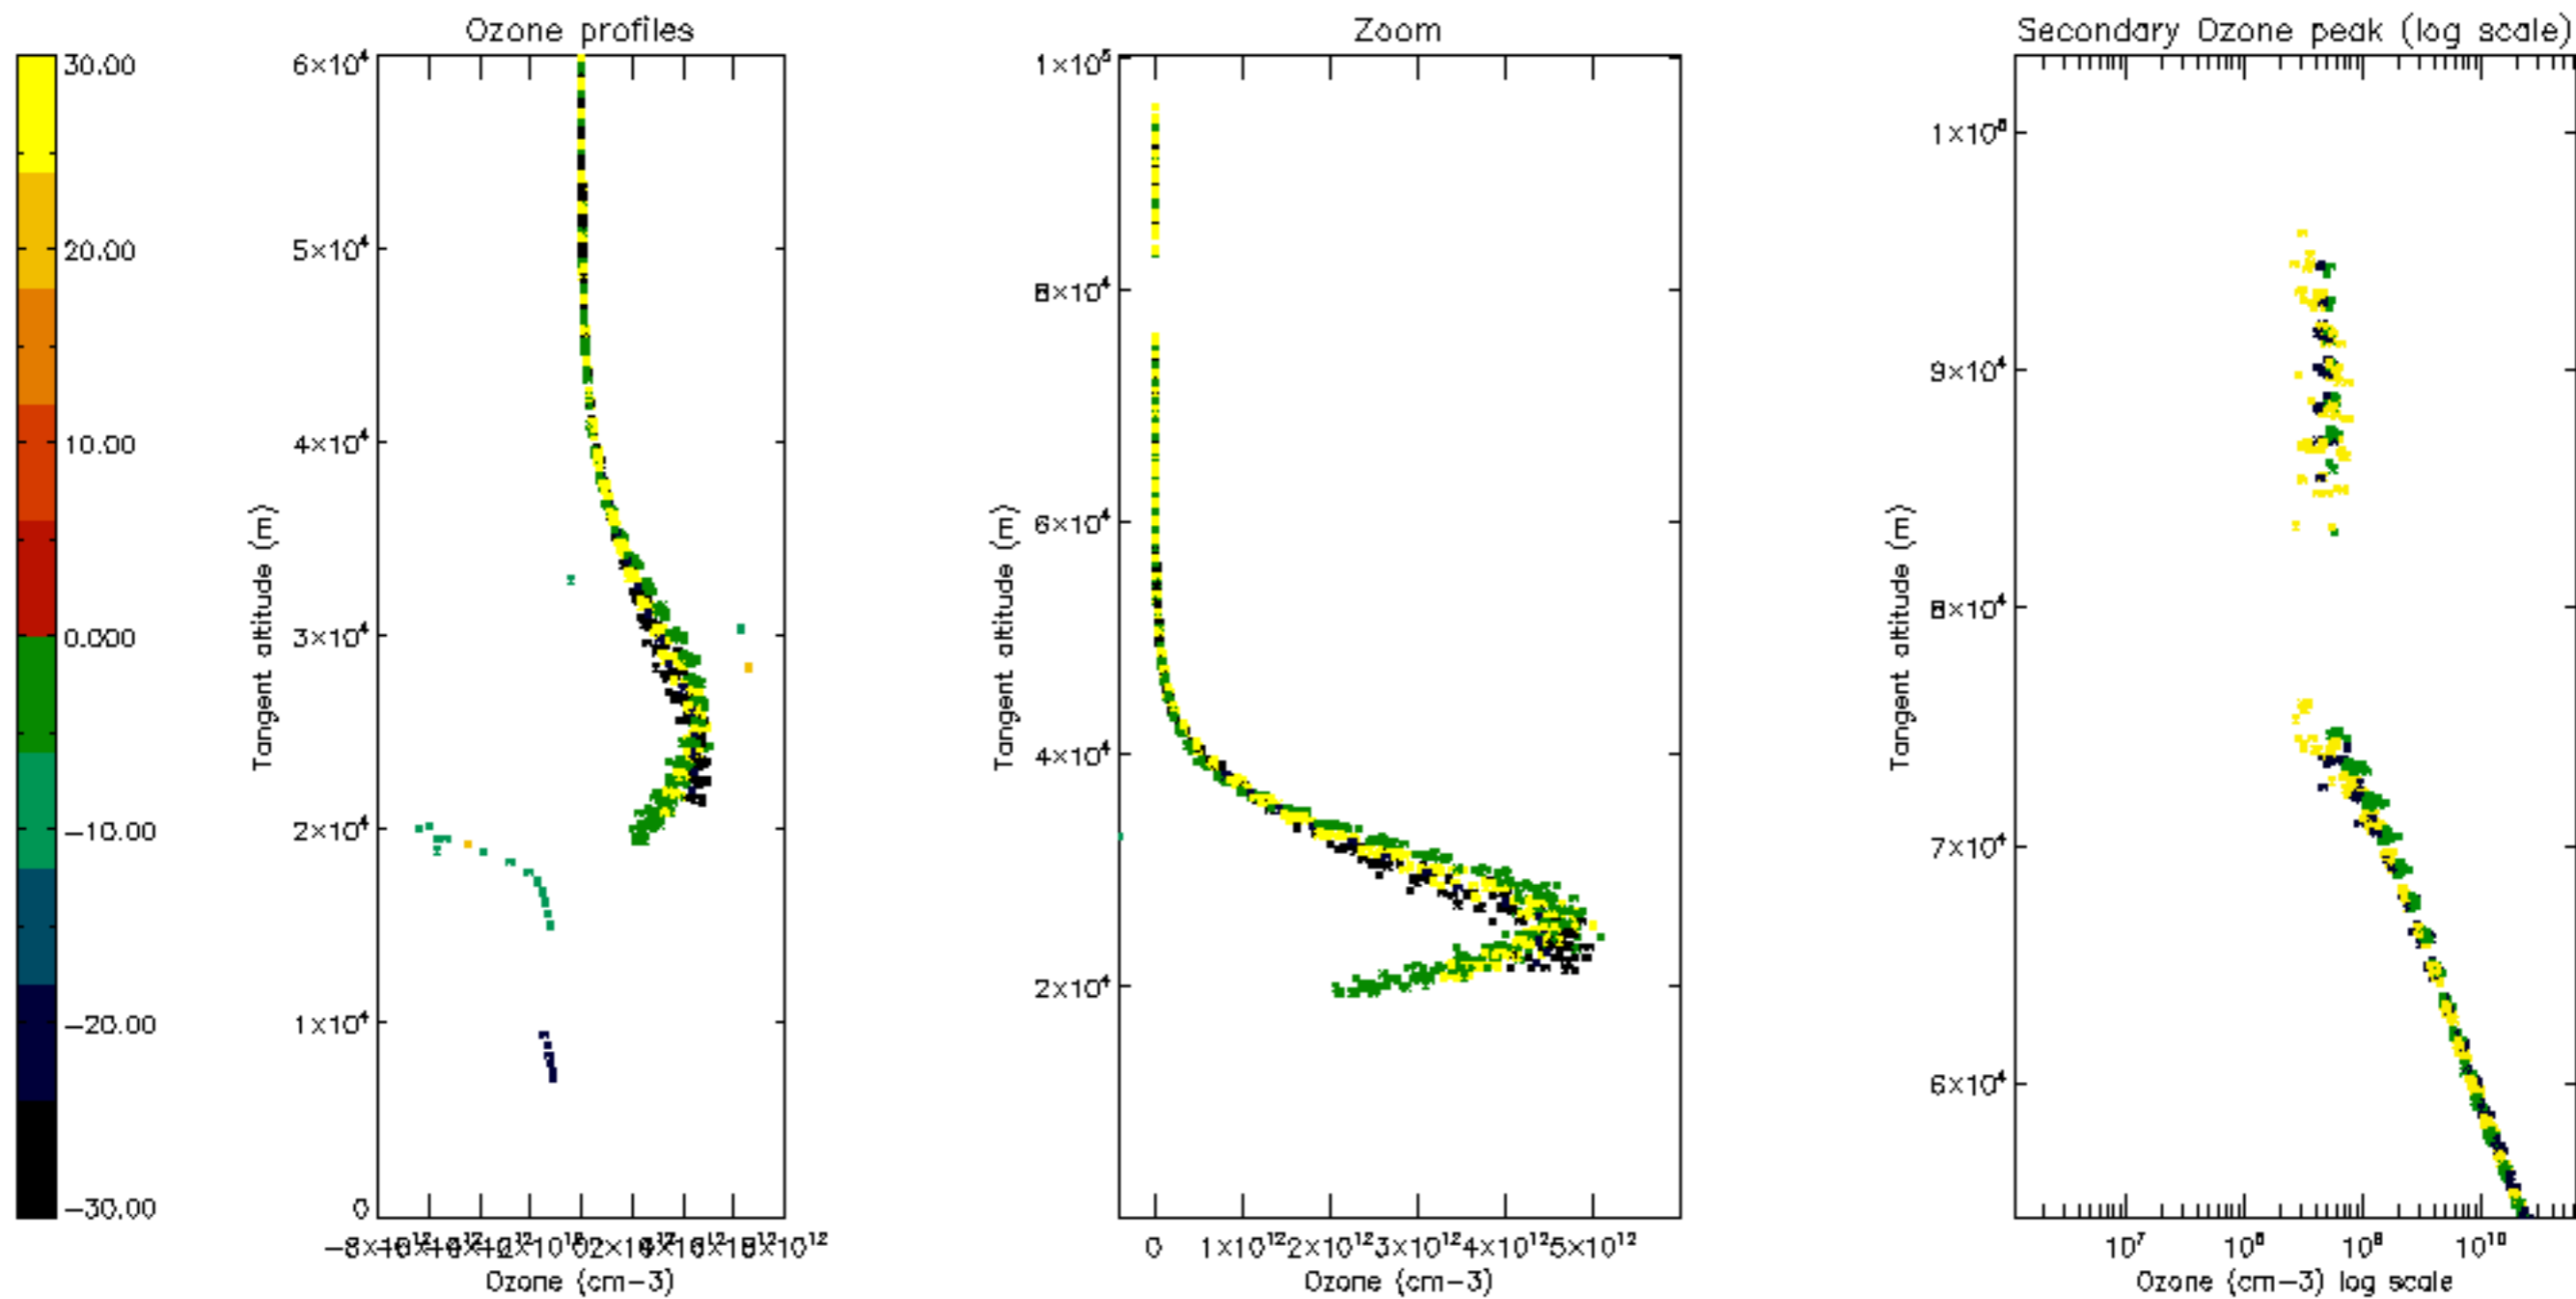 Ozone profiles
Zoom
Secondary Ozone peak (log scale)
30.00
20.00
10.00
0.000
-10.00
-20.00
-30.00
6×10⁴
5×10⁴
4×10⁴
3×10⁴
2×10⁴
1×10⁴
0
Tangent altitude (m)
Ozone (cm-3)
1×10⁵
8×10⁴
6×10⁴
4×10⁴
2×10⁴
Tangent altitude (m)
0 1×10¹² 2×10¹² 3×10¹² 4×10¹² 5×10¹²
Ozone (cm-3)
9×10⁴
8×10⁴
7×10⁴
6×10⁴
Tangent altitude (m)
10⁷ 10⁸ 10⁹ 10¹⁰
Ozone (cm-3) log scale